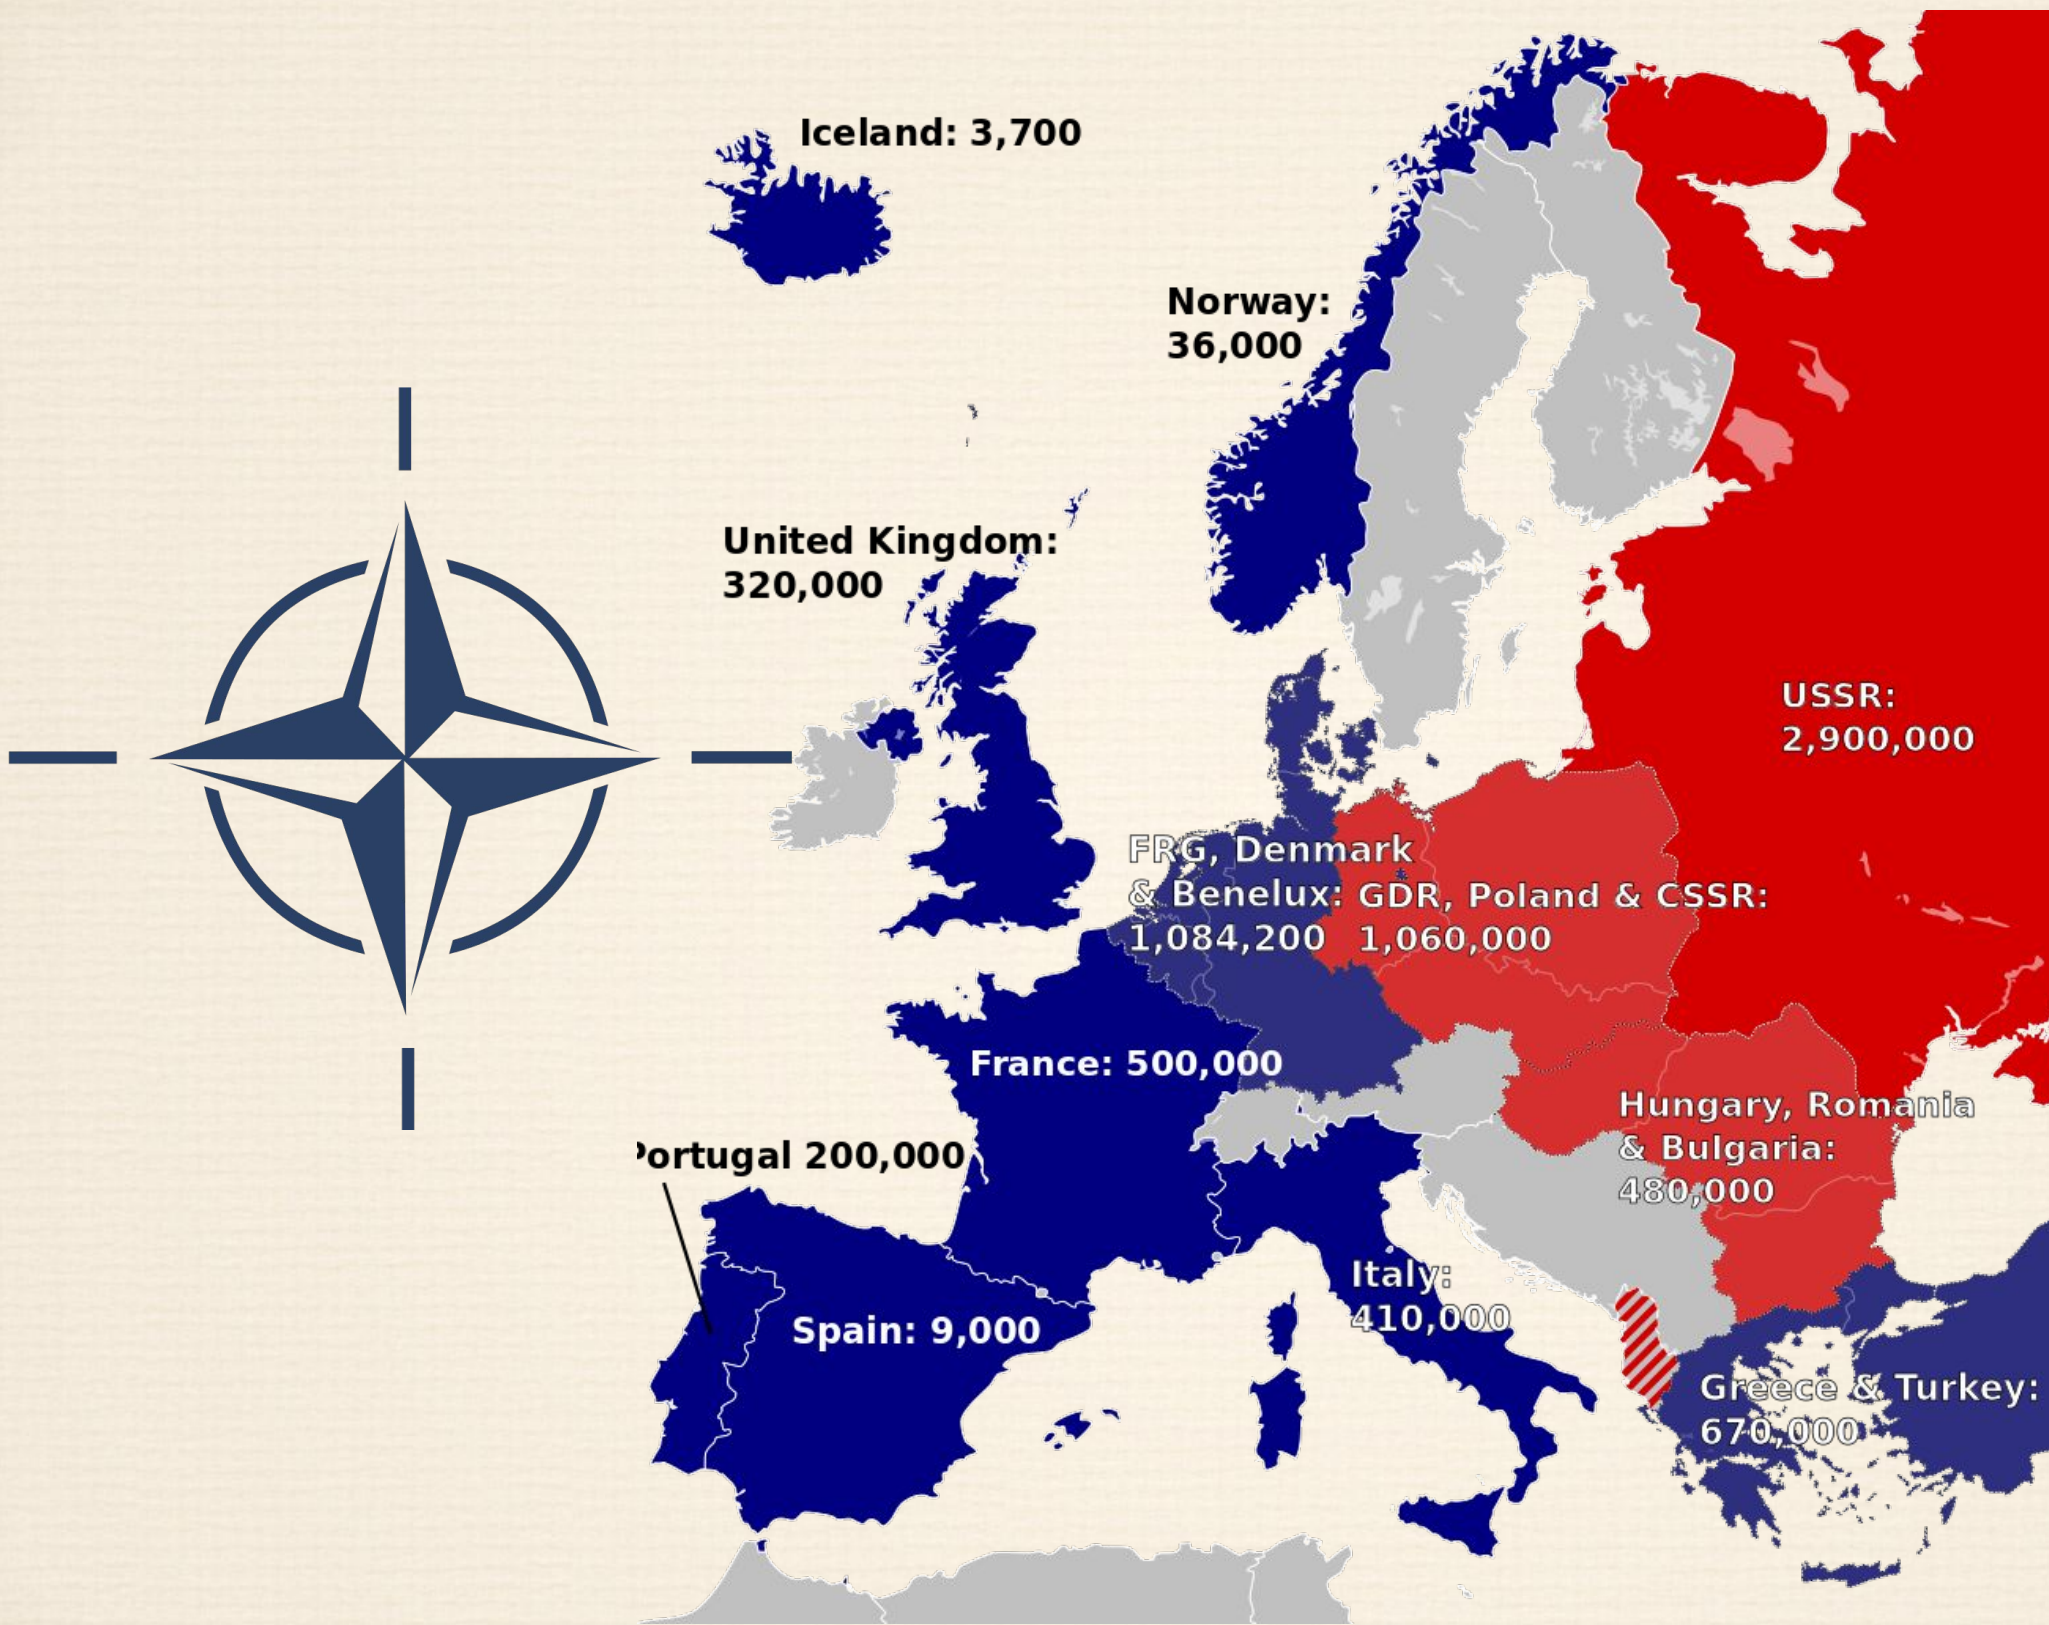 Iceland: 3,700
Norway:
36,000
United Kingdom:
320,000
USSR:
2,900,000
FRG, Denmark
& Benelux:
1,084,200
GDR, Poland & CSSR:
1,060,000
France: 500,000
Hungary, Romania
& Bulgaria:
480,000
Portugal 200,000
Italy:
410,000
Spain: 9,000
Greece & Turkey:
670,000